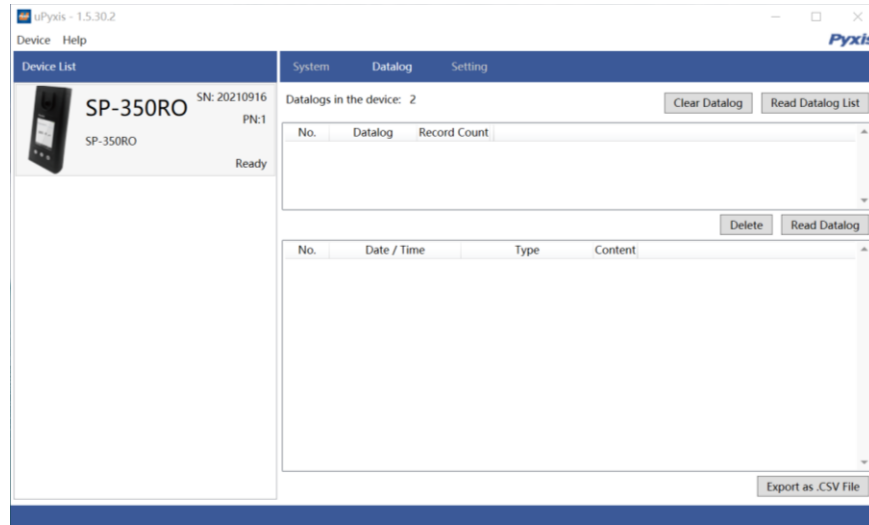 uPyxis - 1.5.30.2
Device Help
Pyxis
Device List
System Datalog Setting
SP-350RO
SN: 20210916
PN:1
SP-350RO
Ready
Datalogs in the device: 2
Clear Datalog Read Datalog List
No. Datalog Record Count
Delete Read Datalog
No. Date / Time Type Content
Export as .CSV File